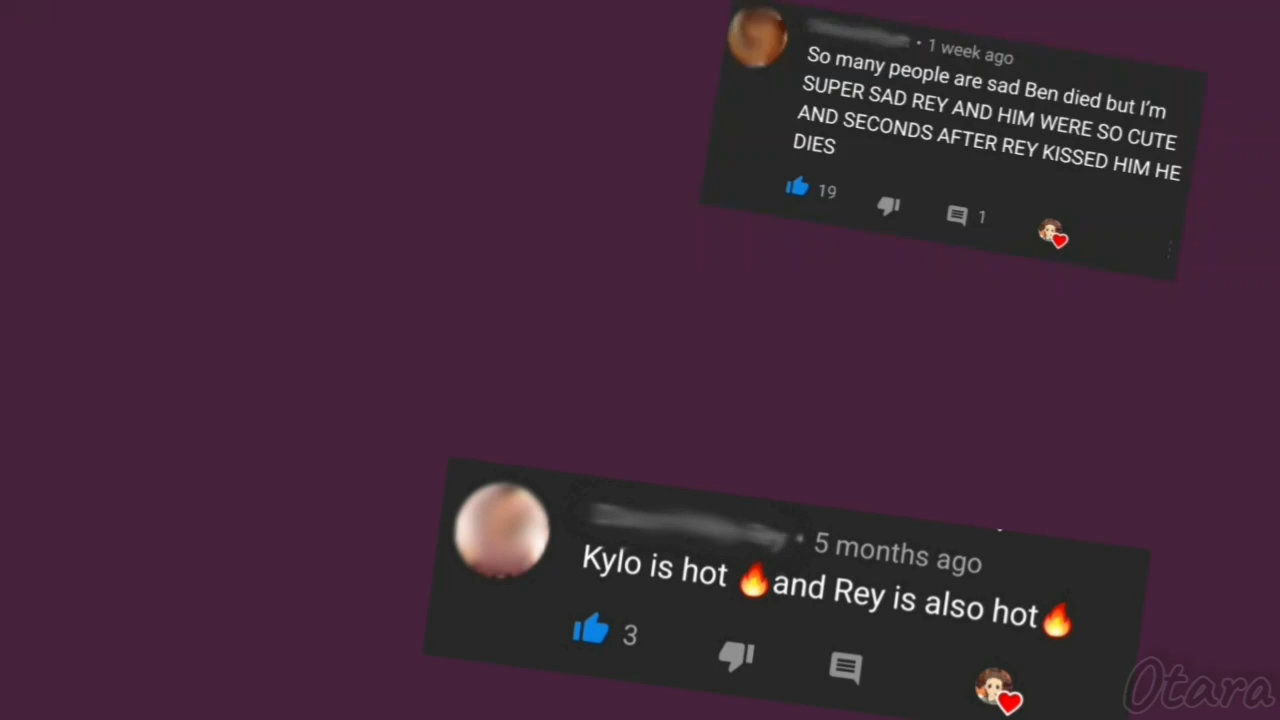 • 1 week ago
So many people are sad Ben died but I'm
SUPER SAD REY AND HIM WERE SO CUTE
AND SECONDS AFTER REY KISSED HIM HE
DIES
19
1
• 5 months ago
Kylo is hot 🔥and Rey is also hot🔥
3
Otara